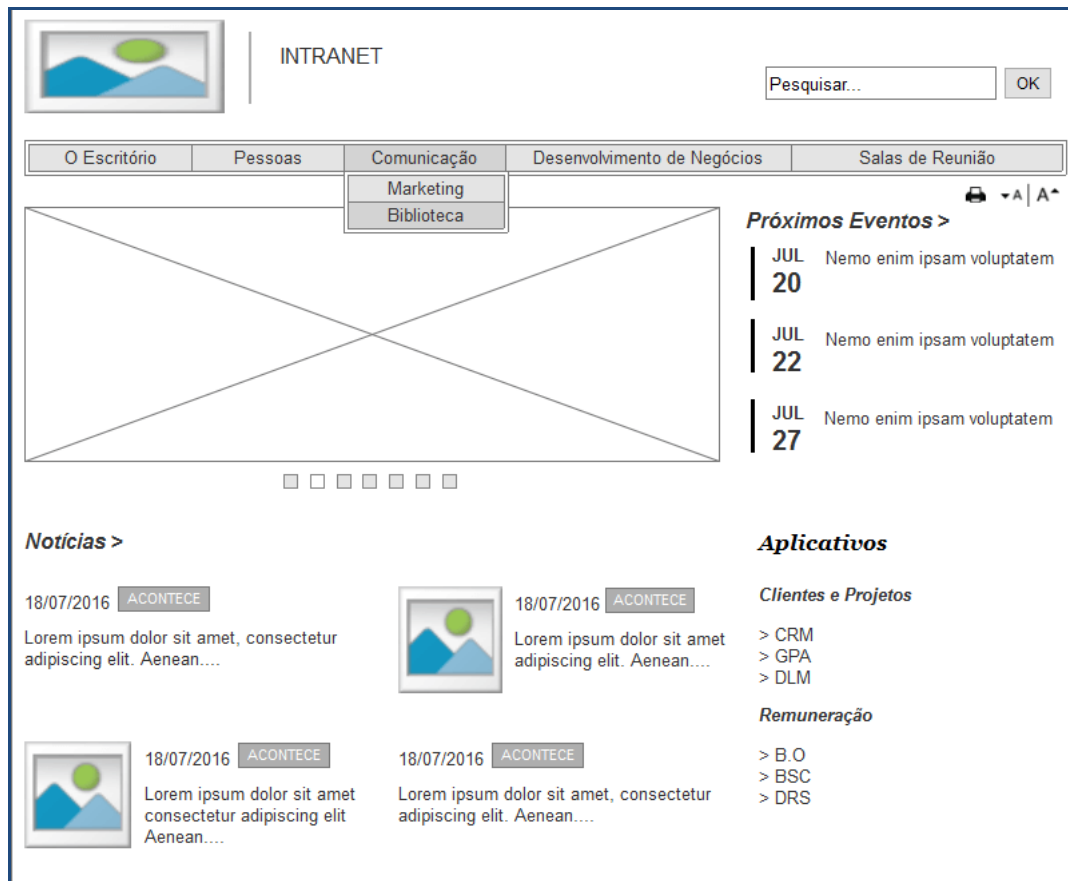 INTRANET
Pesquisar...
OK
O Escritório
Pessoas
Comunicação
Desenvolvimento de Negócios
Salas de Reunião
Marketing
Biblioteca
A
A
Próximos Eventos >
JUL
20
Nemo enim ipsam voluptatem
JUL
22
Nemo enim ipsam voluptatem
JUL
27
Nemo enim ipsam voluptatem
Notícias >
18/07/2016 ACONTECE
Lorem ipsum dolor sit amet, consectetur
adipiscing elit. Aenean....
18/07/2016 ACONTECE
Lorem ipsum dolor sit amet
adipiscing elit. Aenean....
18/07/2016 ACONTECE
Lorem ipsum dolor sit amet
consectetur adipiscing elit
Aenean....
18/07/2016 ACONTECE
Lorem ipsum dolor sit amet, consectetur
adipiscing elit. Aenean....
Aplicativos
Clientes e Projetos
> CRM
> GPA
> DLM
Remuneração
> B.O
> BSC
> DRS